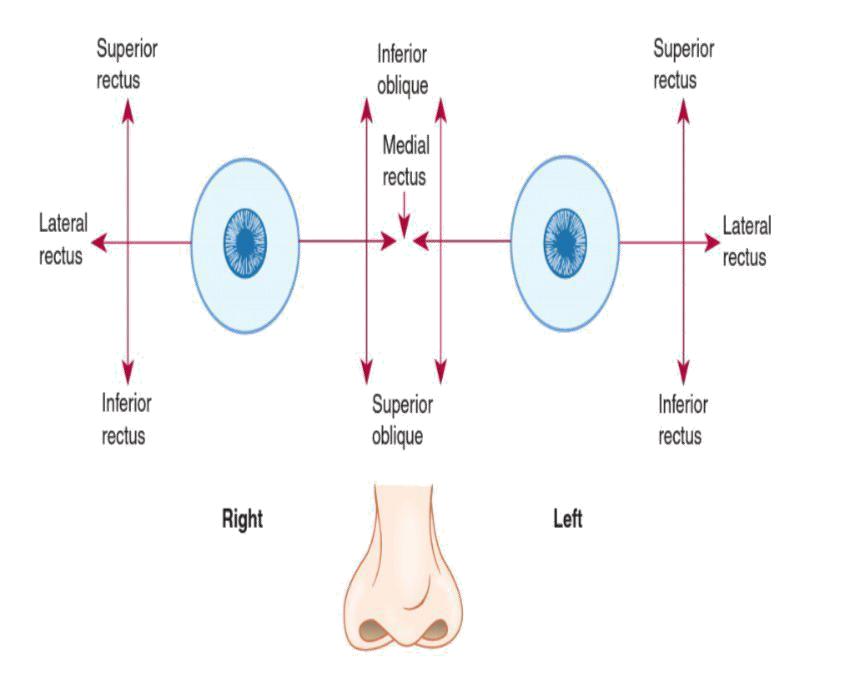 Superior
rectus
Inferior
oblique
Superior
rectus
Medial
rectus
Lateral
rectus
Lateral
rectus
Inferior
rectus
Superior
oblique
Inferior
rectus
Right
Left